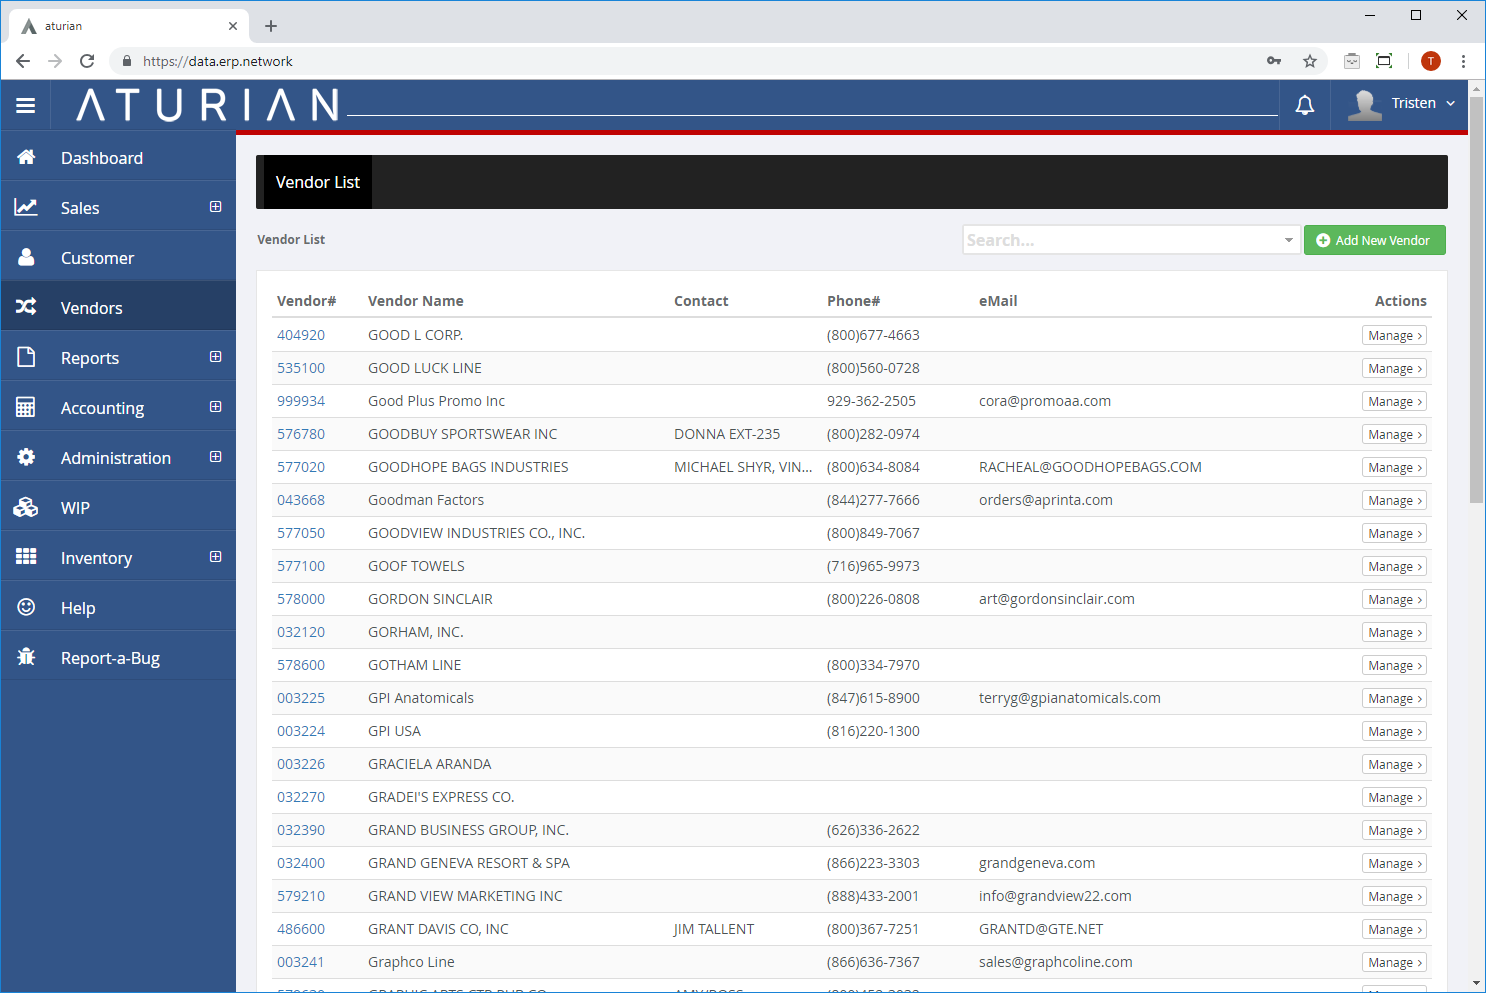 aturian
https://data.erp.network
T
ATURIAN
Tristen
Dashboard
Sales
Customer
Vendors
Reports
Accounting
Administration
WIP
Inventory
Help
Report-a-Bug
Vendor List
Vendor List
Search...
Add New Vendor
Vendor# Vendor Name Contact Phone# eMail Actions
404920 GOOD L CORP. (800)677-4663 Manage
535100 GOOD LUCK LINE (800)560-0728 Manage
999934 Good Plus Promo Inc 929-362-2505 cora@promoaa.com Manage
576780 GOODBUY SPORTSWEAR INC DONNA EXT-235 (800)282-0974 Manage
577020 GOODHOPE BAGS INDUSTRIES MICHAEL SHYR, VIN... (800)634-8084 RACHEAL@GOODHOPEBAGS.COM Manage
043668 Goodman Factors (844)277-7666 orders@aprinta.com Manage
577050 GOODVIEW INDUSTRIES CO., INC. (800)849-7067 Manage
577100 GOOF TOWELS (716)965-9973 Manage
578000 GORDON SINCLAIR (800)226-0808 art@gordonsinclair.com Manage
032120 GORHAM, INC. Manage
578600 GOTHAM LINE (800)334-7970 Manage
003225 GPI Anatomicals (847)615-8900 terryg@gpianatomicals.com Manage
003224 GPI USA (816)220-1300 Manage
003226 GRACIELA ARANDA Manage
032270 GRADEI'S EXPRESS CO. Manage
032390 GRAND BUSINESS GROUP, INC. (626)336-2622 Manage
032400 GRAND GENEVA RESORT & SPA (866)223-3303 grandgeneva.com Manage
579210 GRAND VIEW MARKETING INC (888)433-2001 info@grandview22.com Manage
486600 GRANT DAVIS CO, INC JIM TALLENT (800)367-7251 GRANTD@GTE.NET Manage
003241 Graphco Line (866)636-7367 sales@graphcoline.com Manage